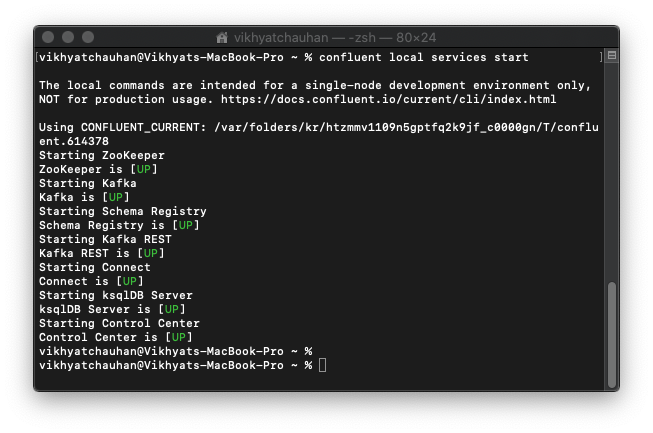 vikhyatchauhan — -zsh — 80×24
[vikhyatchauhan@Vikhyats-MacBook-Pro ~ % confluent local services start ]
The local commands are intended for a single-node development environment only,
NOT for production usage. https://docs.confluent.io/current/cli/index.html
Using CONFLUENT_CURRENT: /var/folders/kr/htzmmv1109n5gptfq2k9jf_c0000gn/T/conflu
ent.614378
Starting ZooKeeper
ZooKeeper is [UP]
Starting Kafka
Kafka is [UP]
Starting Schema Registry
Schema Registry is [UP]
Starting Kafka REST
Kafka REST is [UP]
Starting Connect
Connect is [UP]
Starting ksqlDB Server
ksqlDB Server is [UP]
Starting Control Center
Control Center is [UP]
vikhyatchauhan@Vikhyats-MacBook-Pro ~ %
vikhyatchauhan@Vikhyats-MacBook-Pro ~ %